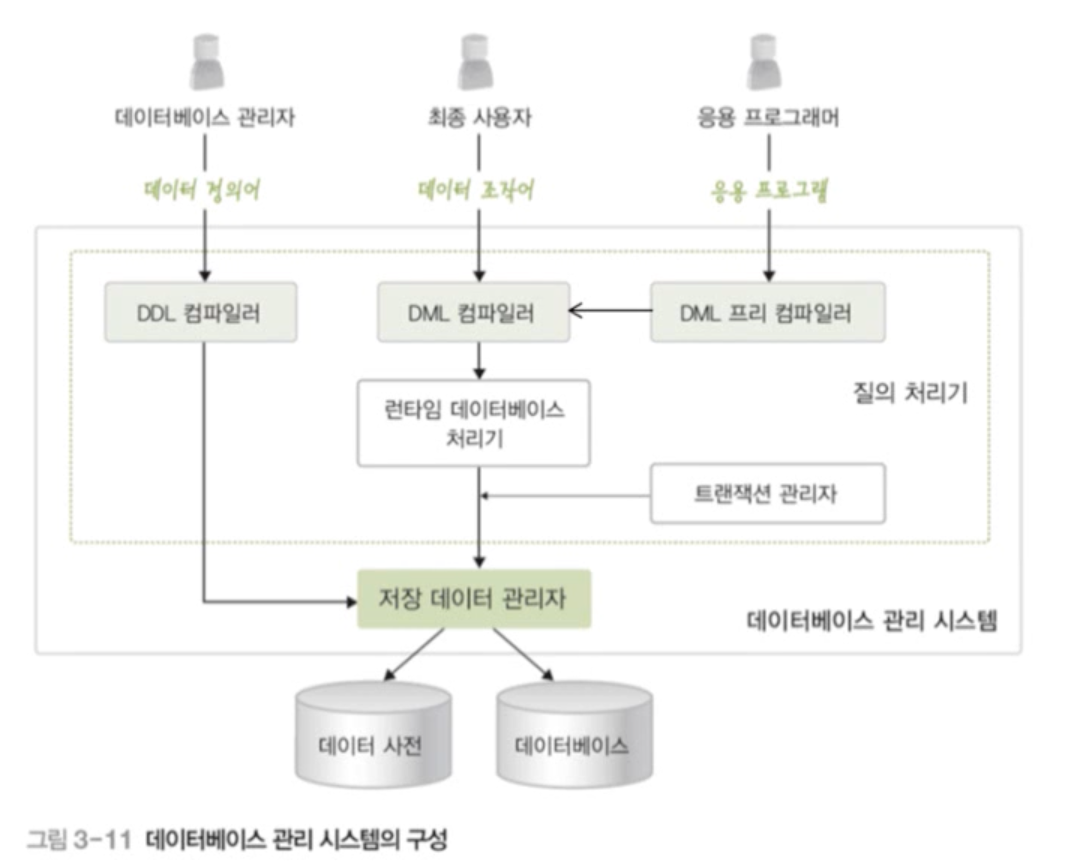 데이터베이스 관리자
최종 사용자
응용 프로그래머
데이터 정의어
데이터 조작어
응용 프로그램
DDL 컴파일러
DML 컴파일러
DML 프리 컴파일러
런타임 데이터베이스
처리기
질의 처리기
트랜잭션 관리자
저장 데이터 관리자
데이터베이스 관리 시스템
데이터 사전
데이터베이스
그림 3-11 데이터베이스 관리 시스템의 구성